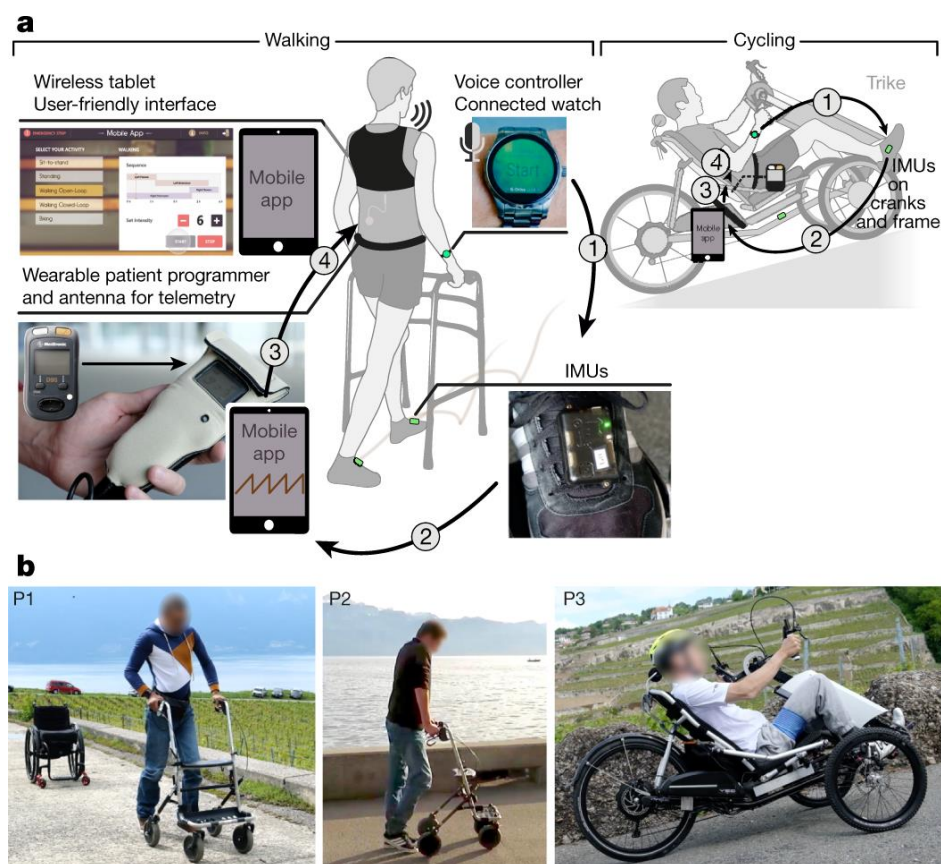 a
Walking
Cycling
Wireless tablet
User-friendly interface
Voice controller
Connected watch
Trike
EMERGENCY STOP
Mobile App
SELECT YOUR ACTIVITY
WALKING
Sit-to-stand
Standing
Walking Open-Loop
Walking Closed-Loop
Sequence
Set Intensity
6
START
STOP
Mobile
app
Start
1
4
3
2
Mobile
app
IMUs on
cranks
and frame
4
1
Wearable patient programmer
and antenna for telemetry
3
Medtronic
IMUs
Mobile
app
2
b
P1
P2
P3